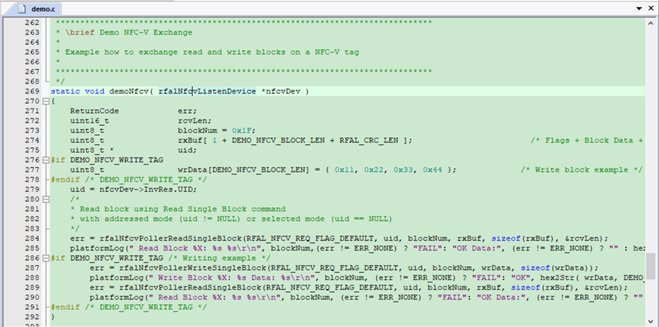 demo.c
262 ******************************************************************************
263 * \brief Demo NFC-V Exchange
264 *
265 * Example how to exchange read and write blocks on a NFC-V tag
266 *
267 ******************************************************************************
268 */
269 static void demoNfcv( rfalNfcvListenDevice *nfcvDev )
270 {
271 ReturnCode err;
272 uint16_t rcvLen;
273 uint8_t blockNum = 0x1F;
274 uint8_t rxBuf[ 1 + DEMO_NFCV_BLOCK_LEN + RFAL_CRC_LEN ]; /* Flags + Block Data +
275 uint8_t * uid;
276 #if DEMO_NFCV_WRITE_TAG
277 uint8_t wrData[DEMO_NFCV_BLOCK_LEN] = { 0x11, 0x22, 0x33, 0x44 }; /* Write block example */
278 #endif /* DEMO_NFCV_WRITE_TAG */
279 uid = nfcvDev->InvRes.UID;
280 /*
281 * Read block using Read Single Block command
282 * with addressed mode (uid != NULL) or selected mode (uid == NULL)
283 */
284 err = rfalNfcvPollerReadSingleBlock(RFAL_NFCV_REQ_FLAG_DEFAULT, uid, blockNum, rxBuf, sizeof(rxBuf), &rcvLen);
285 platformLog(" Read Block %X: %s %s\r\n", blockNum, (err != ERR_NONE) ? "FAIL": "OK Data:", (err != ERR_NONE) ? "" : hex
286 #if DEMO_NFCV_WRITE_TAG /* Writing example */
287 err = rfalNfcvPollerWriteSingleBlock(RFAL_NFCV_REQ_FLAG_DEFAULT, uid, blockNum, wrData, sizeof(wrData));
288 platformLog(" Write Block %X: %s Data: %s\r\n", blockNum, (err != ERR_NONE) ? "FAIL": "OK", hex2Str( wrData, DEMO
289 err = rfalNfcvPollerReadSingleBlock(RFAL_NFCV_REQ_FLAG_DEFAULT, uid, blockNum, rxBuf, sizeof(rxBuf), &rcvLen);
290 platformLog(" Read Block %X: %s %s\r\n", blockNum, (err != ERR_NONE) ? "FAIL": "OK Data:", (err != ERR_NONE) ? ""
291 #endif /* DEMO_NFCV_WRITE_TAG */
292 }